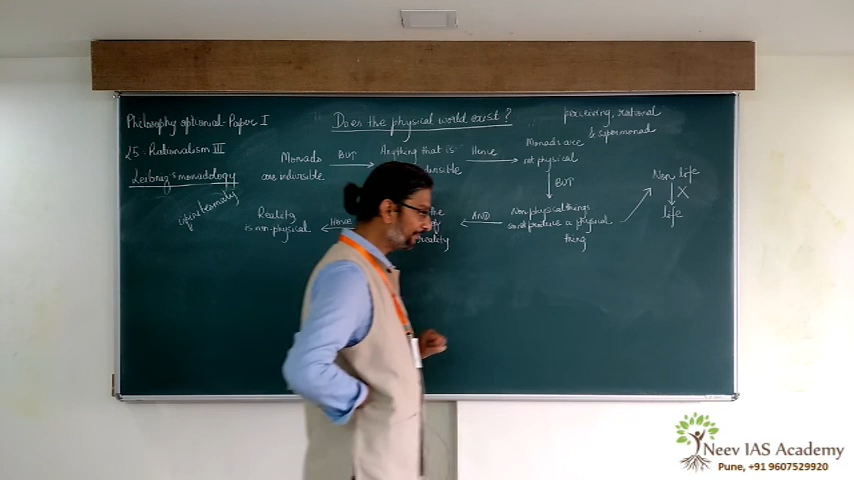 Philosophy optional - Paper I
L5 - Rationalism III
Leibniz's monadology
Does the physical world exist?
perceiving, rational
& supermonad
Monads
are indivisible
BUT
Anything that is
Hence
Monads are
not physical
BUT
Non physical things
produce a physical
thing
Non life
X
life
AND
the
reality
Hence
Reality
is non-physical
Neev IAS Academy
Pune, +91 9607529920